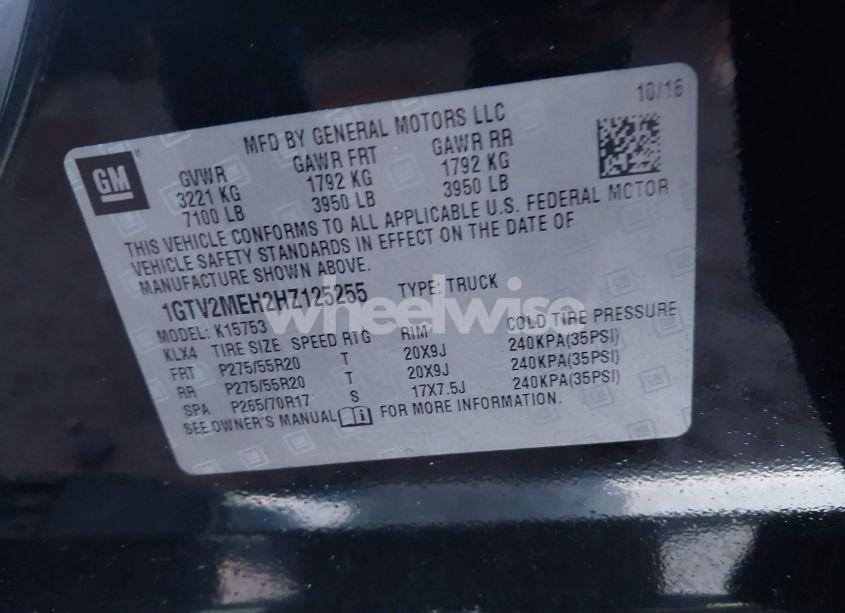 10/16
MFD BY GENERAL MOTORS LLC
GM
GVWR GAWR FRT GAWR RR
3221 KG 1792 KG 1792 KG
7100 LB 3950 LB 3950 LB
THIS VEHICLE CONFORMS TO ALL APPLICABLE U.S. FEDERAL MOTOR
VEHICLE SAFETY STANDARDS IN EFFECT ON THE DATE OF
MANUFACTURE SHOWN ABOVE.
1GTV2MEH2HZ125255 TYPE: TRUCK
wheelwise
MODEL: K15753
KLX4 TIRE SIZE SPEED RTG RIM COLD TIRE PRESSURE
FRT P275/55R20 T 20X9J 240KPA(35PSI)
RR P275/55R20 T 20X9J 240KPA(35PSI)
SPA P265/70R17 S 17X7.5J 240KPA(35PSI)
SEE OWNER'S MANUAL i FOR MORE INFORMATION.